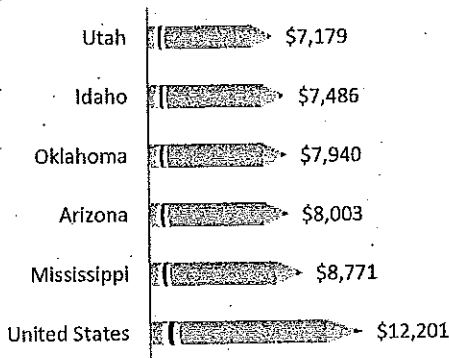 Utah $7,179
Idaho $7,486
Oklahoma $7,940
Arizona $8,003
Mississippi $8,771
United States $12,201